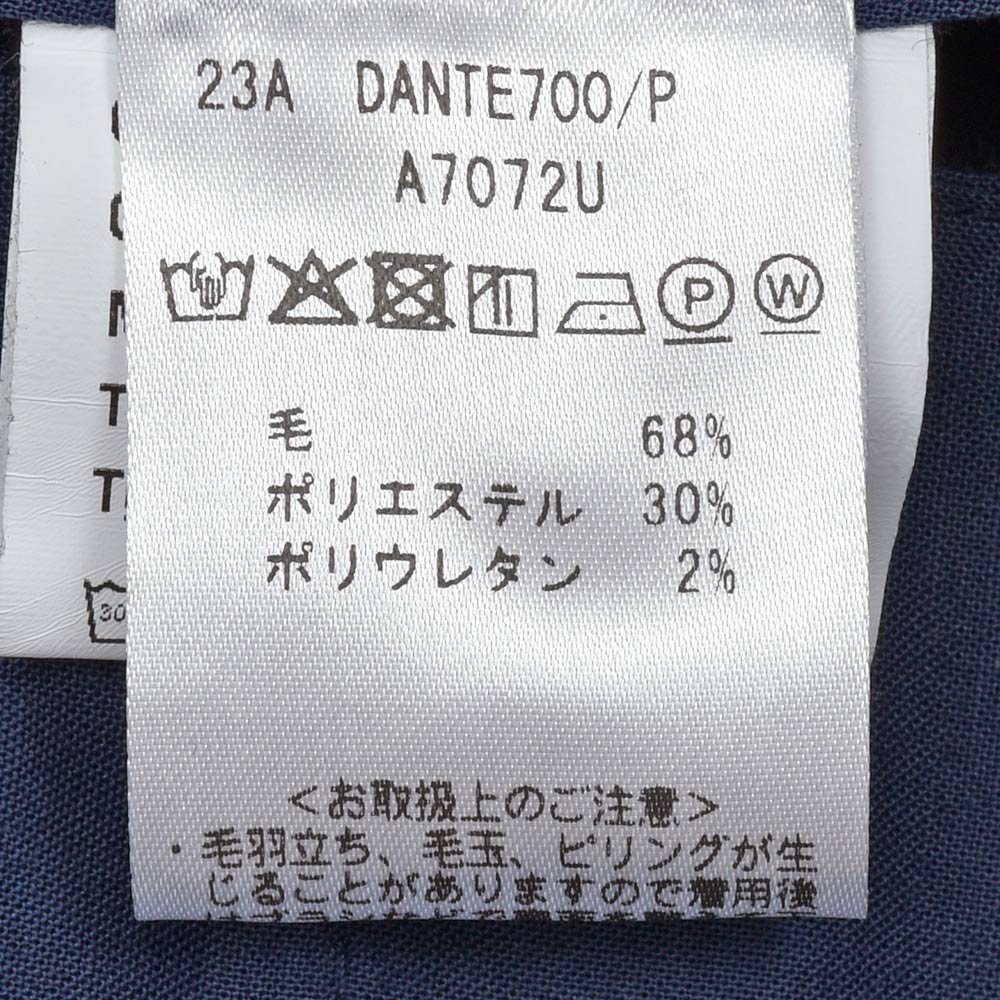 23A DANTE700/P
A7072U
P W
毛 68%
ポリエステル 30%
ポリウレタン 2%
<お取扱上のご注意>
・毛羽立ち、毛玉、ピリングが生
じることがありますので着用後
30